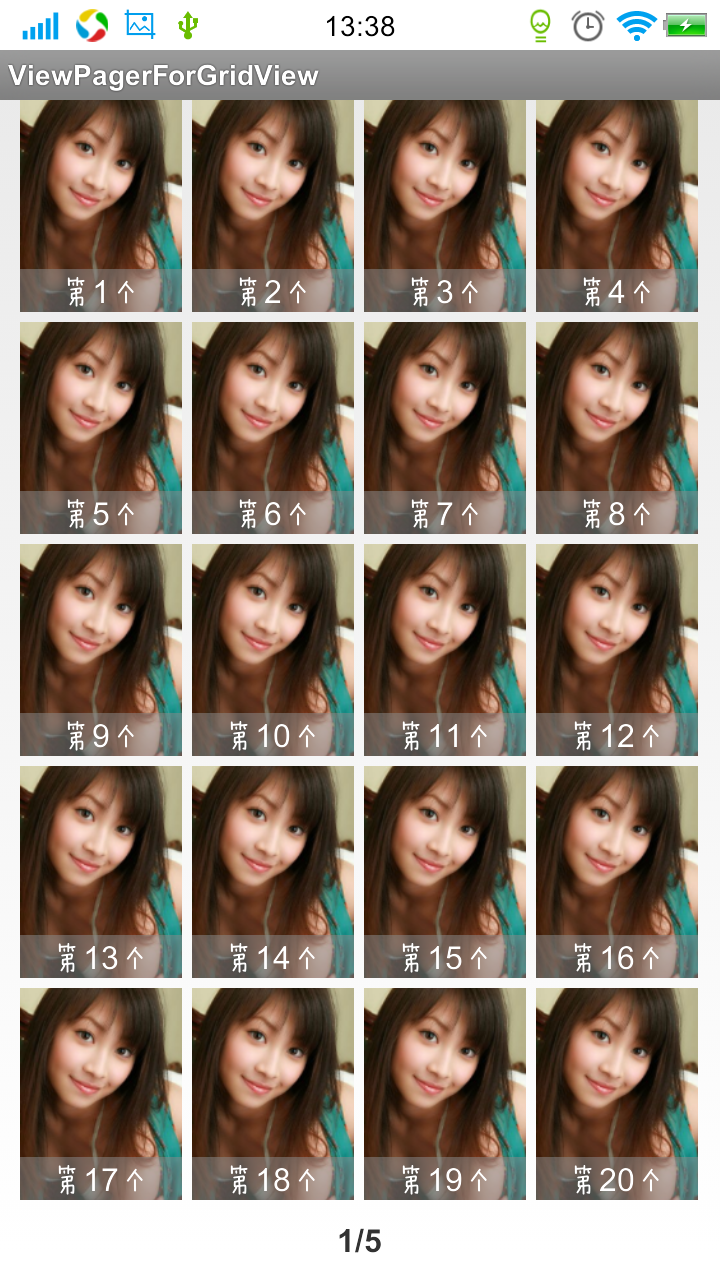 13:38
ViewPagerForGridView
第1个 第2个 第3个 第4个
第5个 第6个 第7个 第8个
第9个 第10个 第11个 第12个
第13个 第14个 第15个 第16个
第17个 第18个 第19个 第20个
1/5